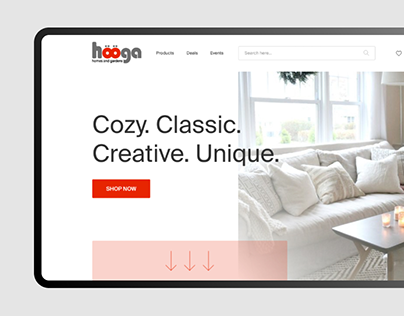 hööga
homes and gardens
Products Deals Events Search here...
Cozy. Classic.
Creative. Unique.
SHOP NOW